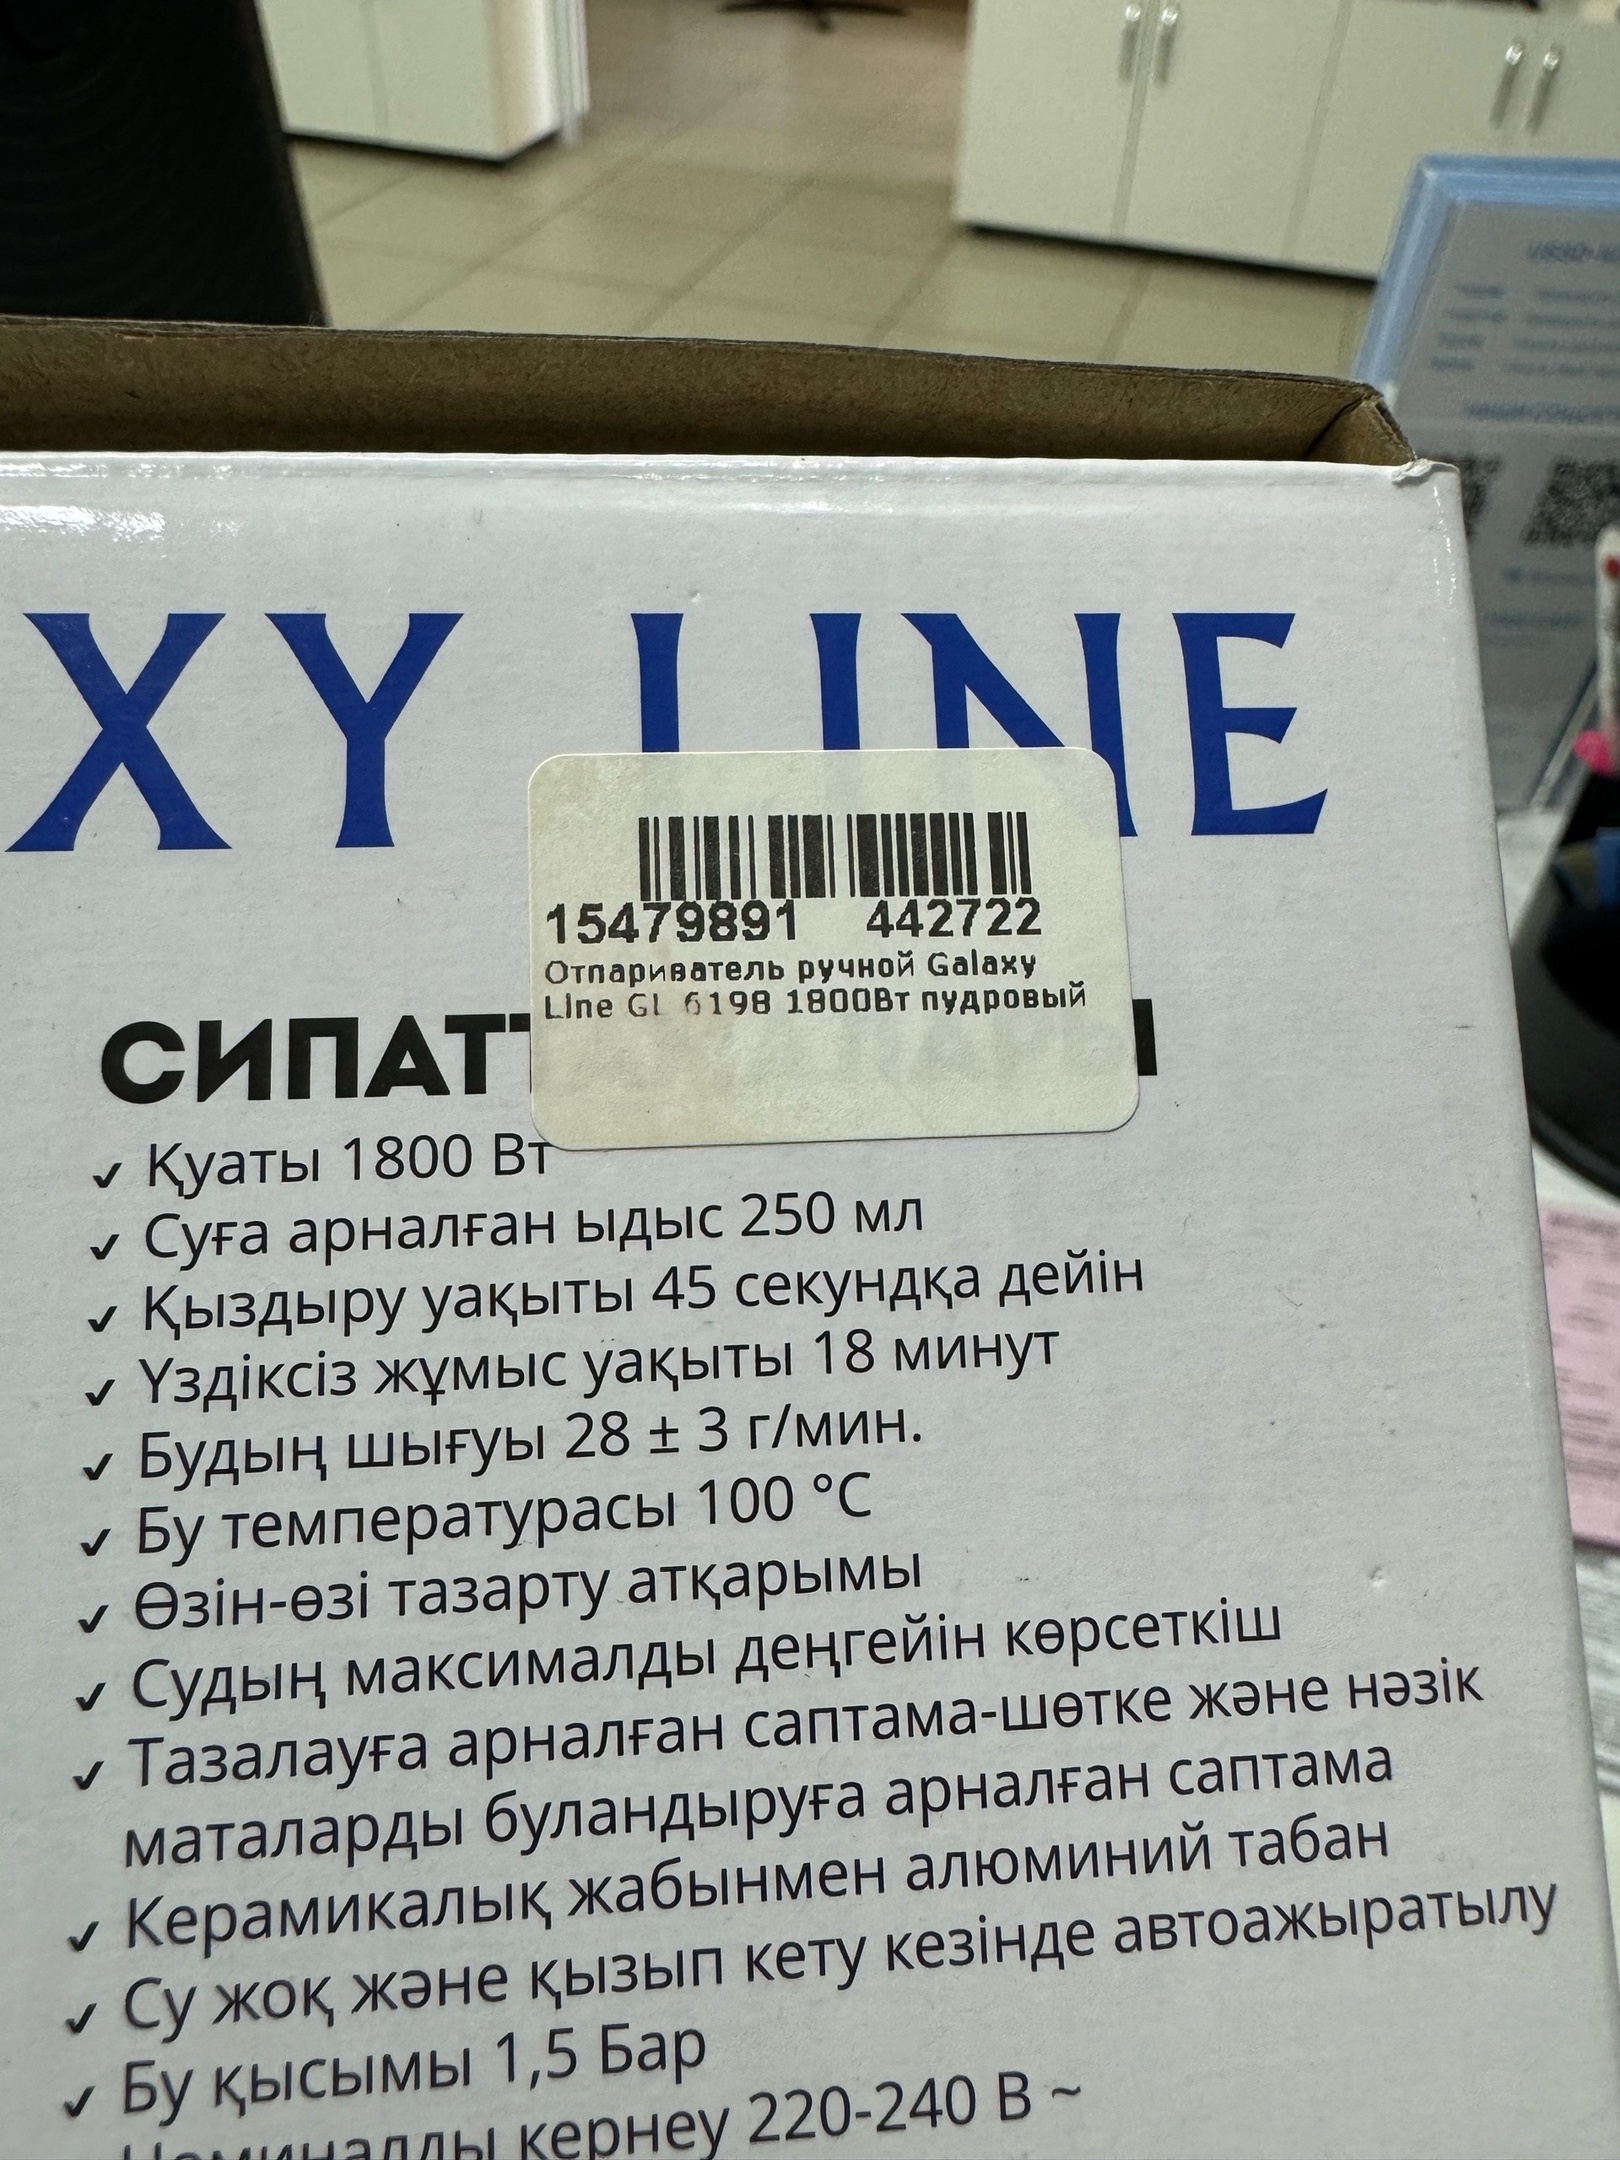 XY LINE
15479891 442722
Отпариватель ручной Galaxy
Line GL 6198 1800Вт пудровый
✓ Қуаты 1800 Вт
✓ Суға арналған ыдыс 250 мл
✓ Қыздыру уақыты 45 секундқа дейін
✓ Үздіксіз жұмыс уақыты 18 минут
✓ Будың шығуы 28 ± 3 г/мин.
✓ Бу температурасы 100 °C
✓ Өзін-өзі тазарту атқарымы
✓ Судың максималды деңгейін көрсеткіш
✓ Тазалауға арналған саптама-шөтке және нәзік
маталарды буландыруға арналған саптама
✓ Керамикалық жабынмен алюминий табан
✓ Су жоқ және қызып кету кезінде автоажыратылу
✓ Бу қысымы 1,5 Бар
Номиналды кернеу 220-240 В ~